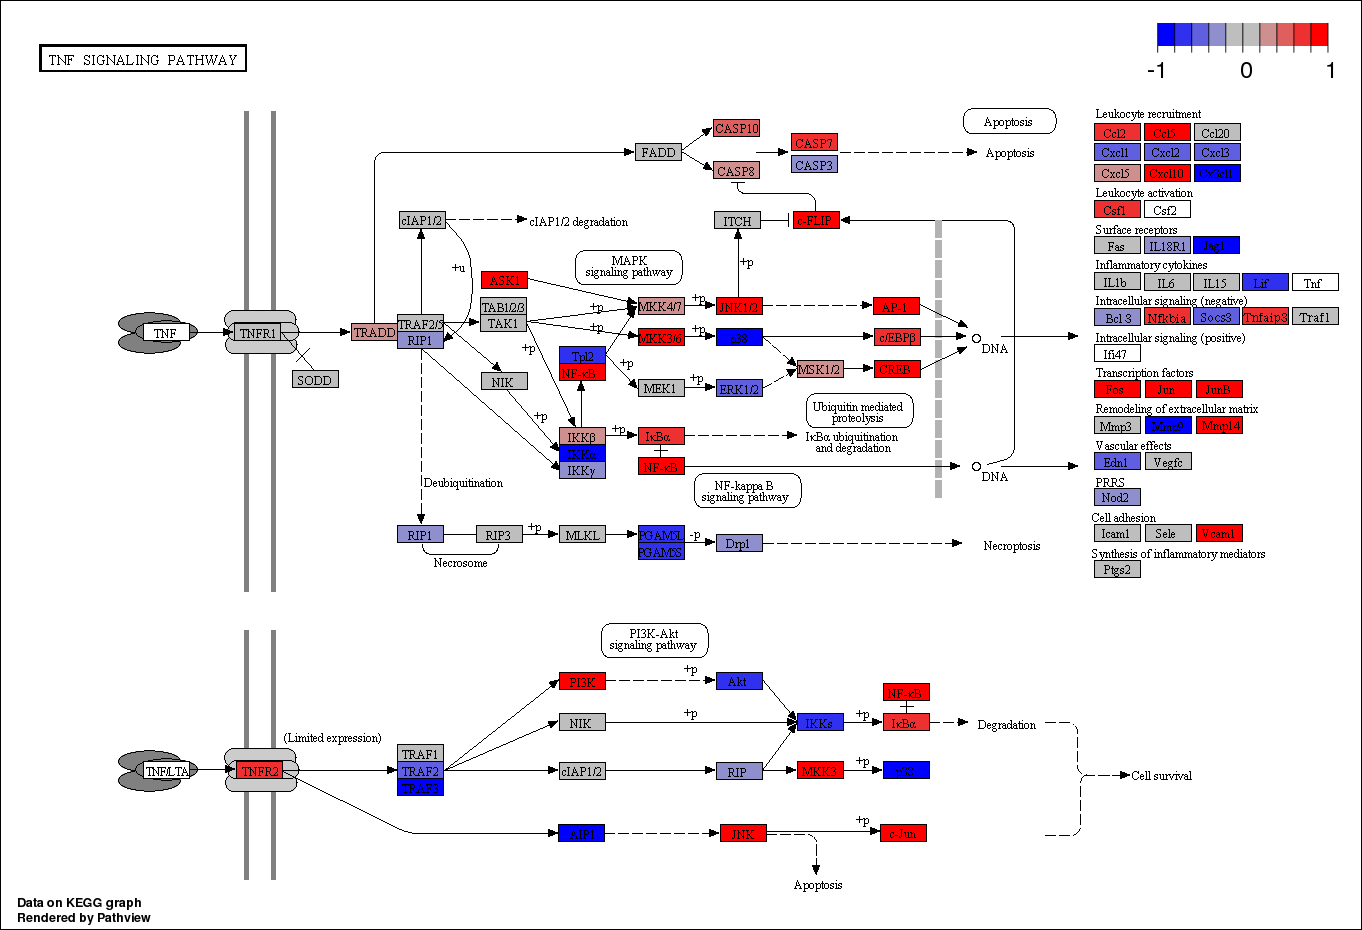 TNF SIGNALING PATHWAY
-1 0 1
Apoptosis
CASP10
FADD
CASP7
CASP3
Apoptosis
CASP8
cIAP1/2
cIAP1/2 degradation
ITCH
c-FLIP
+u
MAPK
signaling pathway
+p
ASK1
TAB1/2/3
TAK1
+p
MKK4/7
+p
JNK1/2
AP-1
TNF
TNFR1
TRADD
TRAF2/5
RIP1
+p
MKK3/6
+p
p38
c/EBPβ
DNA
SODD
+p
Tpl2
NF-κB
+p
MSK1/2
CREB
NIK
MEK1
+p
ERK1/2
+p
Ubiquitin mediated
proteolysis
IKKβ
IKKα
IKKγ
+p
IκBα
NF-κB
IκBα ubiquitination
and degradation
DNA
NF-kappa B
signaling pathway
Deubiquitination
RIP1
RIP3
+p
MLKL
PGAM5L
PGAM5S
-p
Drp1
Necroptosis
Necrosome
Leukocyte recruitment
Ccl2 Ccl5 Ccl20
Cxcl1 Cxcl2 Cxcl3
Cxcl5 Cxcl10 Cx3cl1
Leukocyte activation
Csf1 Csf2
Surface receptors
Fas IL18R1 Jag1
Inflammatory cytokines
IL1b IL6 IL15 Lif Tnf
Intracellular signaling (negative)
Bcl3 Nfkbia Socs3 Tnfaip3 Traf1
Intracellular signaling (positive)
Ifi47
Transcription factors
Fos Jun JunB
Remodeling of extracellular matrix
Mmp3 Mmp9 Mmp14
Vascular effects
Edn1 Vegfc
PRRS
Nod2
Cell adhesion
Icam1 Sele Vcam1
Synthesis of inflammatory mediators
Ptgs2
PI3K-Akt
signaling pathway
PI3K
+p
Akt
NF-κB
NIK
+p
IKKs
+p
IκBα
Degradation
(Limited expression)
TNF/LTA
TNFR2
TRAF1
TRAF2
TRAF3
cIAP1/2
RIP
MKK3
+p
p38
Cell survival
AIP1
JNK
+p
c-Jun
Apoptosis
Data on KEGG graph
Rendered by Pathview